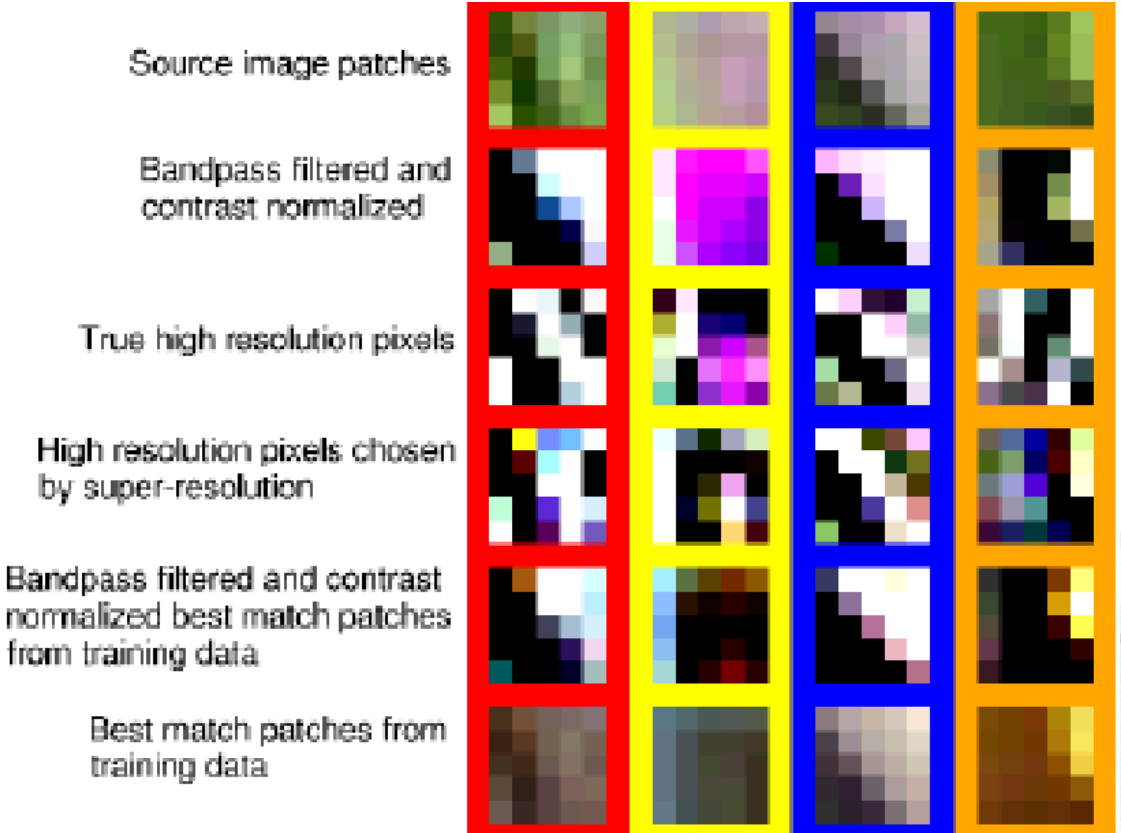 Source image patches
Bandpass filtered and
contrast normalized
True high resolution pixels
High resolution pixels chosen
by super-resolution
Bandpass filtered and contrast
normalized best match patches
from training data
Best match patches from
training data